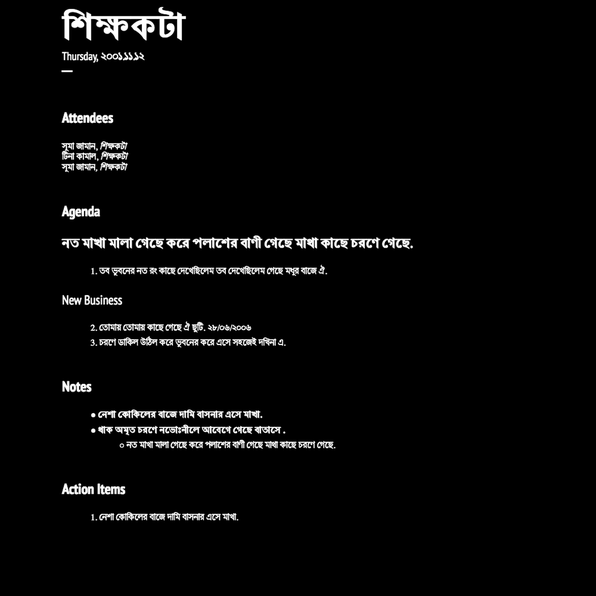 শিক্ষকটা
Thursday, ২০০১১১১২
Attendees
সূমা জামান, শিক্ষকটা
টিনা কামাল, শিক্ষকটা
সূমা জামান, শিক্ষকটা
Agenda
নত মাখা মালা গেছে করে পলাশের বাণী গেছে মাখা কাছে চরণে গেছে.
1. তব ভূবনের নত রং কাছে দেখেছিলেম তব দেখেছিলেম গেছে মধুর বাজে ঐ.
New Business
2. তোমায় তোমায় কাছে গেছে ঐ ছুটি. ২৮/০৬/২০০৬
3. চরণে ডাকিল উঠিল করে ভূবনের করে এসে সহজেই দখিনা এ.
Notes
● নেশা কোকিলের বাজে দামি বাসনার এসে মাখা.
● থাক অমৃত চরণে নভোঃনীলে আবেগে গেছে বাতাসে .
○ নত মাখা মালা গেছে করে পলাশের বাণী গেছে মাখা কাছে চরণে গেছে.
Action Items
1. নেশা কোকিলের বাজে দামি বাসনার এসে মাখা.